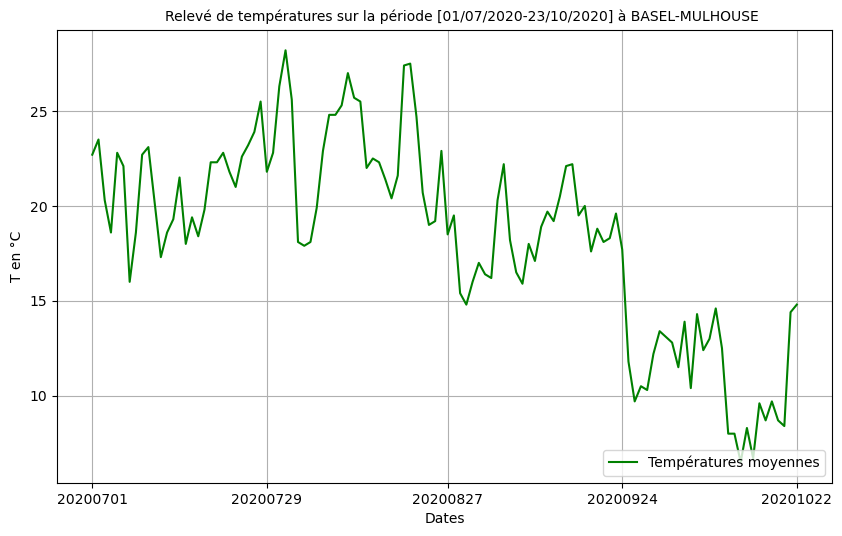 Relevé de températures sur la période [01/07/2020-23/10/2020] à BASEL-MULHOUSE
T en °C
25
20
15
10
Températures moyennes
20200701 20200729 20200827 20200924 20201022
Dates